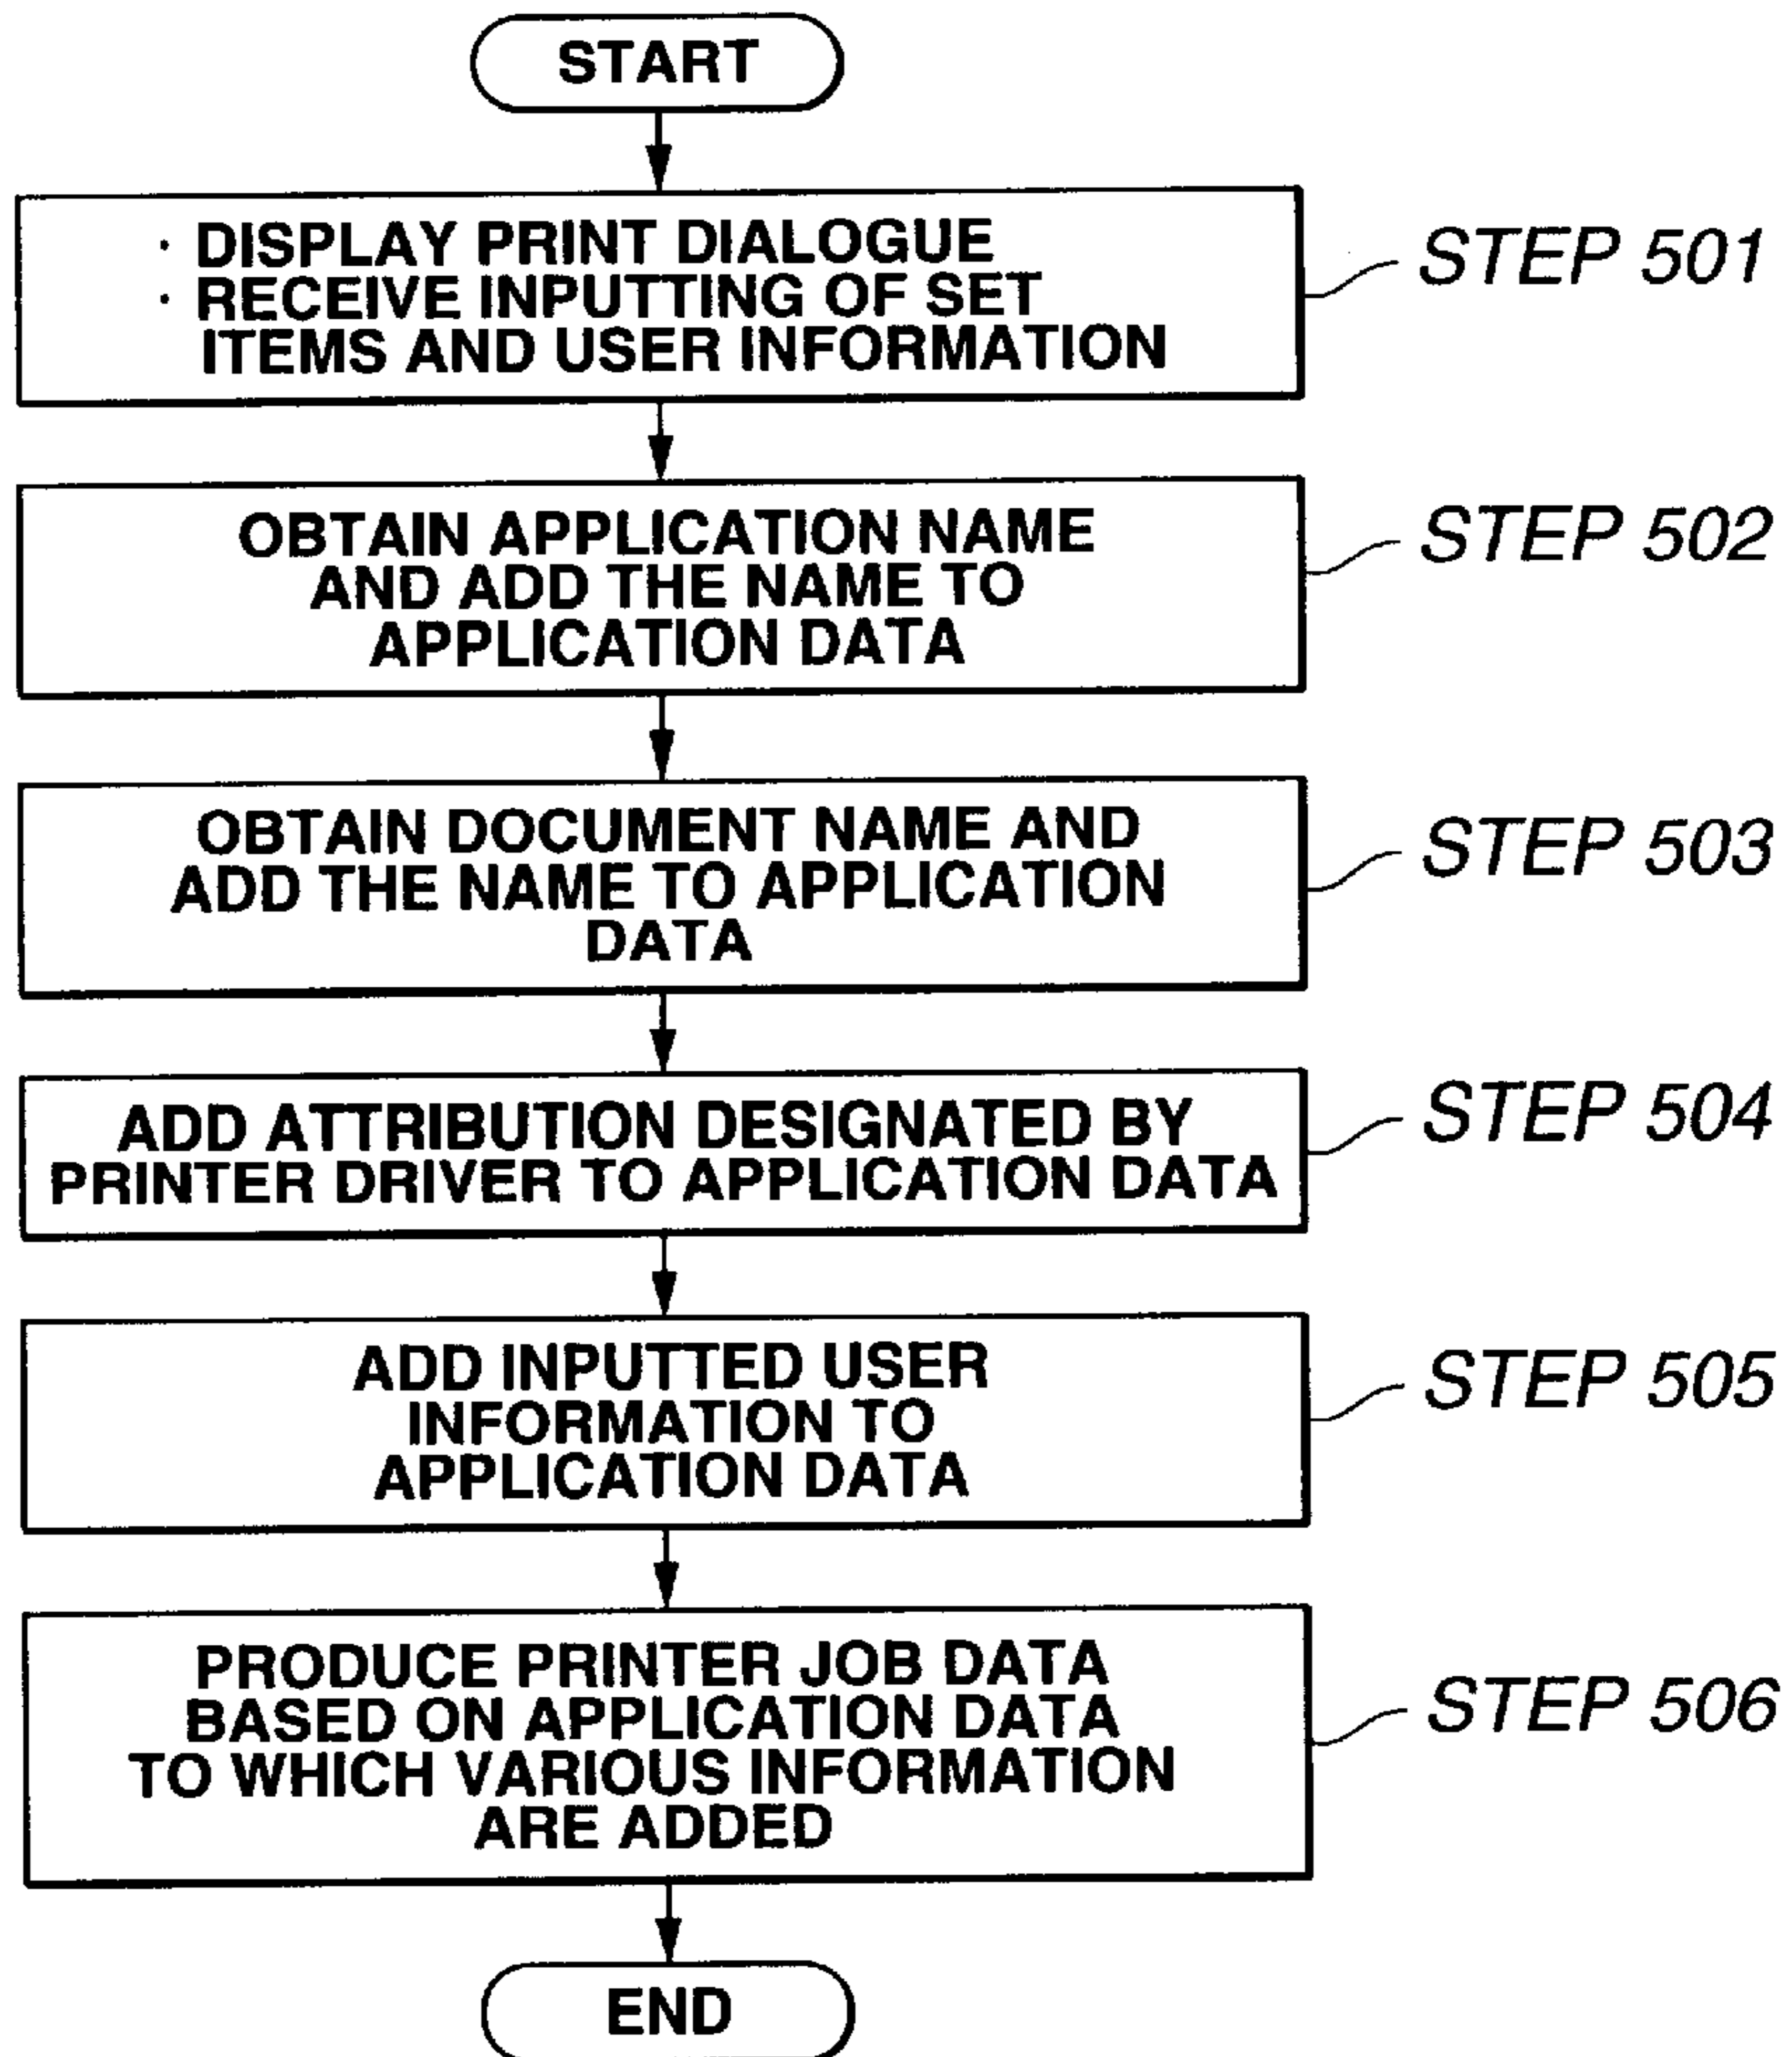 START
· DISPLAY PRINT DIALOGUE
· RECEIVE INPUTTING OF SET
ITEMS AND USER INFORMATION
STEP 501
OBTAIN APPLICATION NAME
AND ADD THE NAME TO
APPLICATION DATA
STEP 502
OBTAIN DOCUMENT NAME AND
ADD THE NAME TO APPLICATION
DATA
STEP 503
ADD ATTRIBUTION DESIGNATED BY
PRINTER DRIVER TO APPLICATION DATA
STEP 504
ADD INPUTTED USER
INFORMATION TO
APPLICATION DATA
STEP 505
PRODUCE PRINTER JOB DATA
BASED ON APPLICATION DATA
TO WHICH VARIOUS INFORMATION
ARE ADDED
STEP 506
END